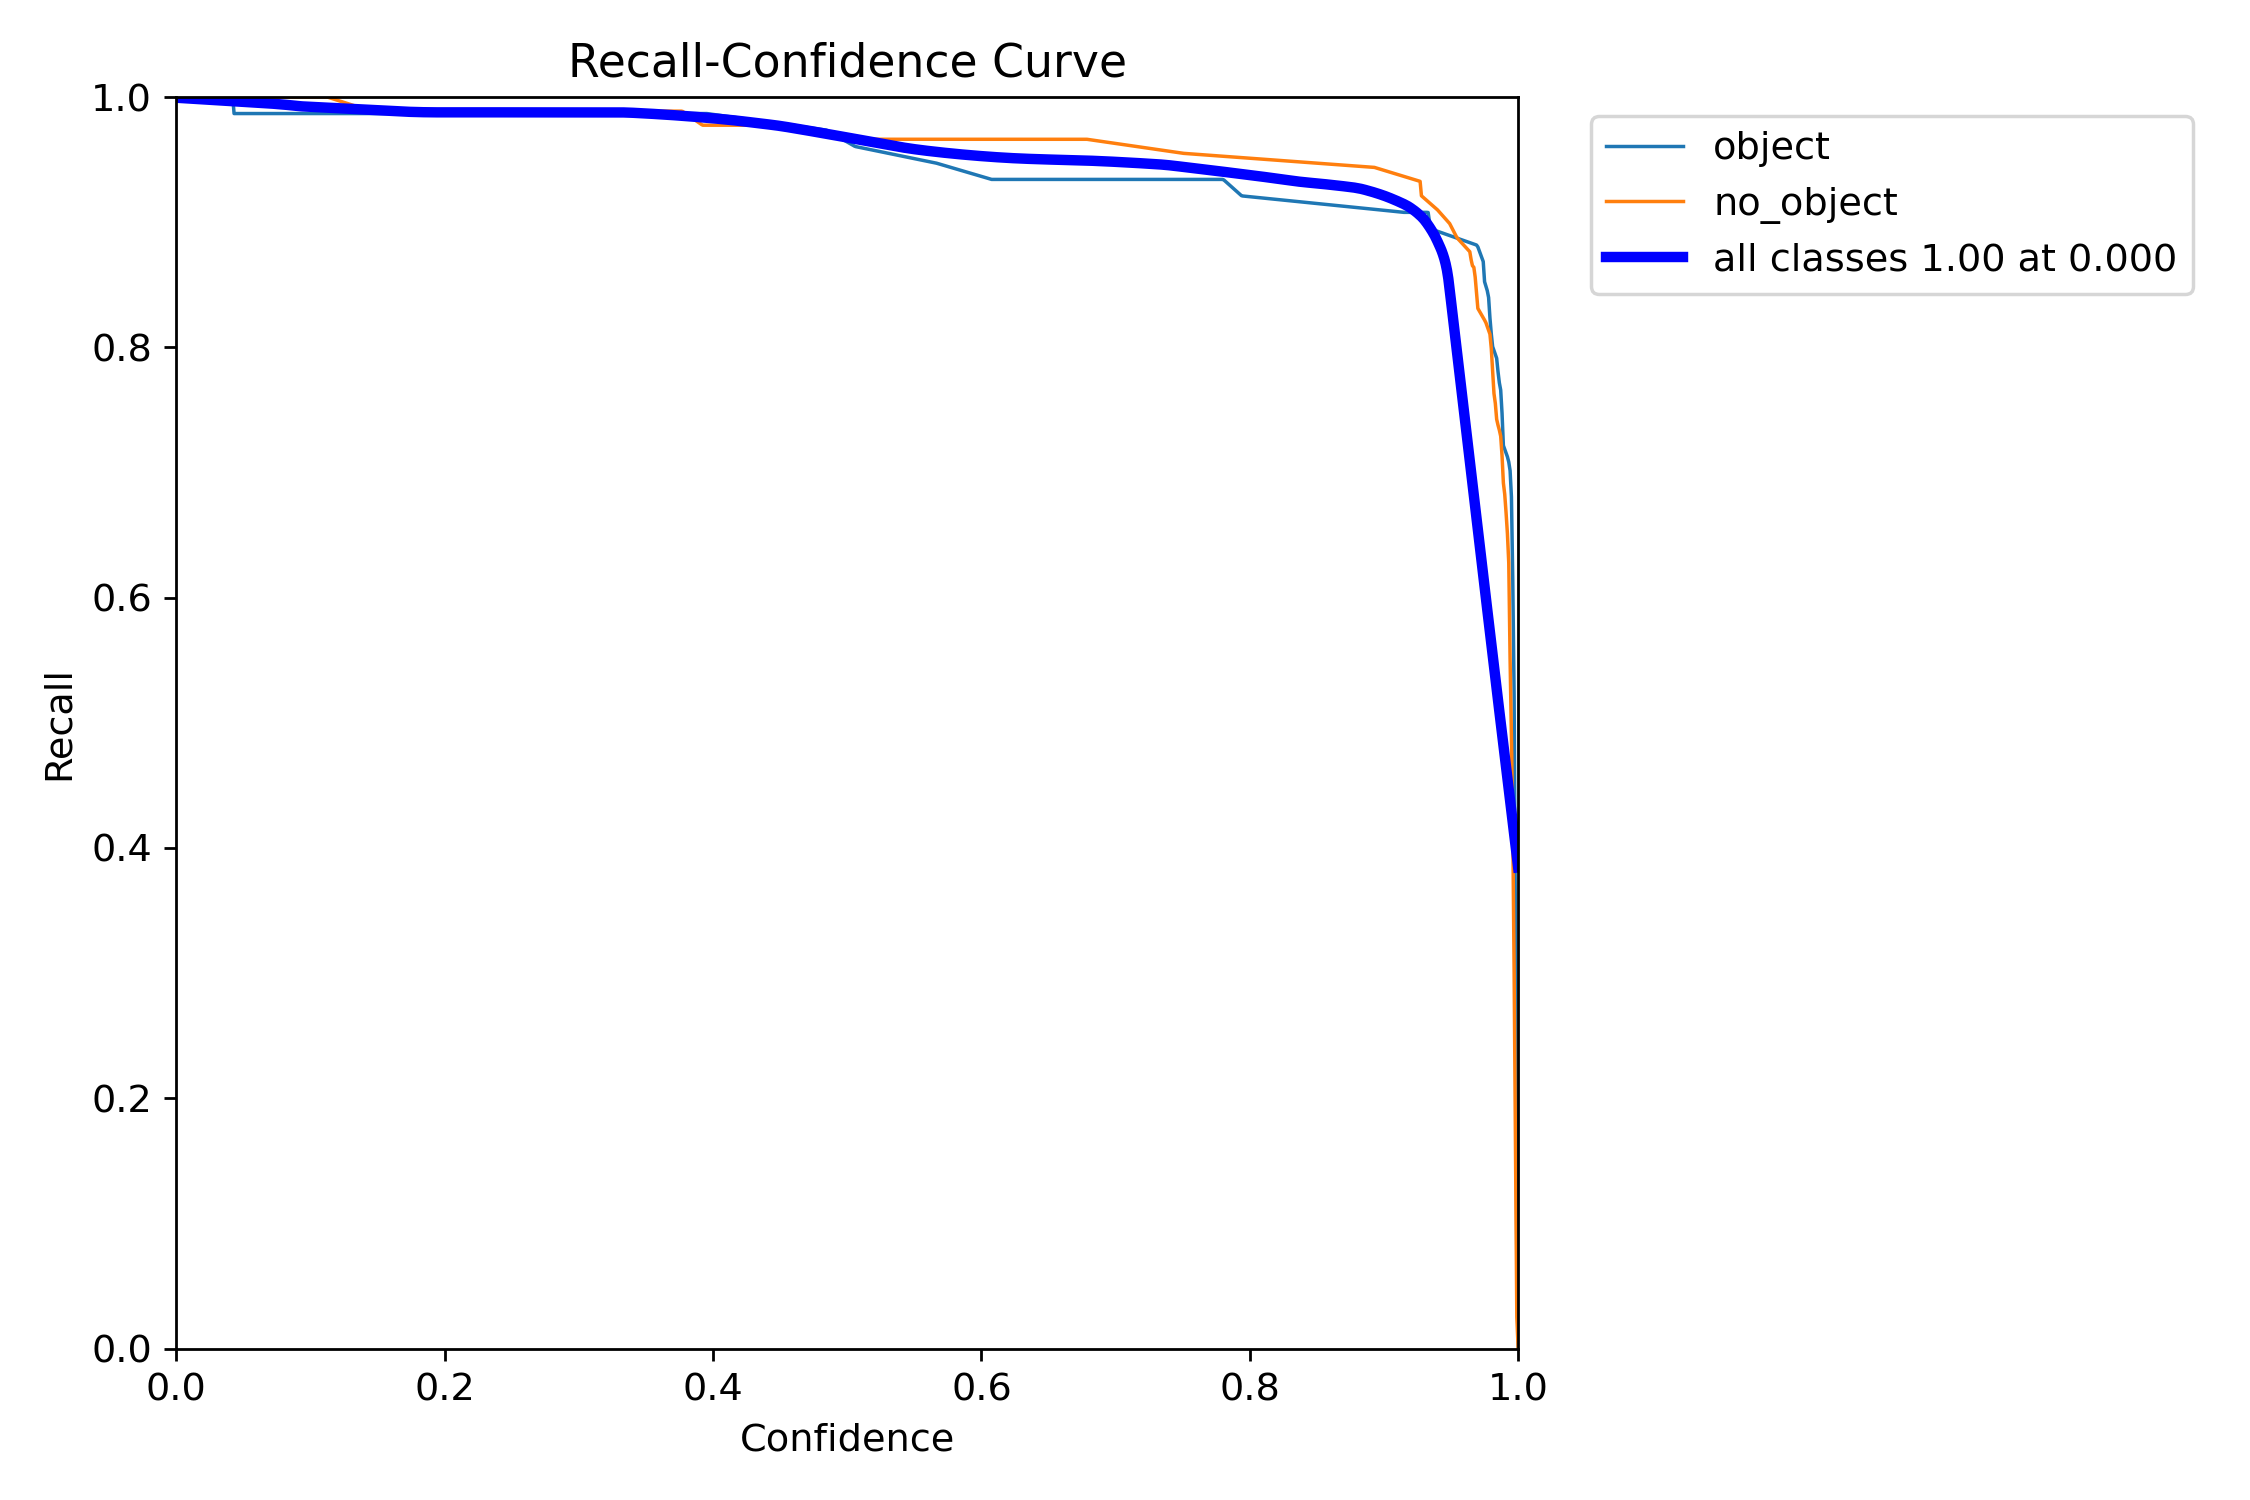 Recall-Confidence Curve
1.0
0.8
0.6
0.4
0.2
0.0
Recall
0.0 0.2 0.4 0.6 0.8 1.0
Confidence
object
no_object
all classes 1.00 at 0.000